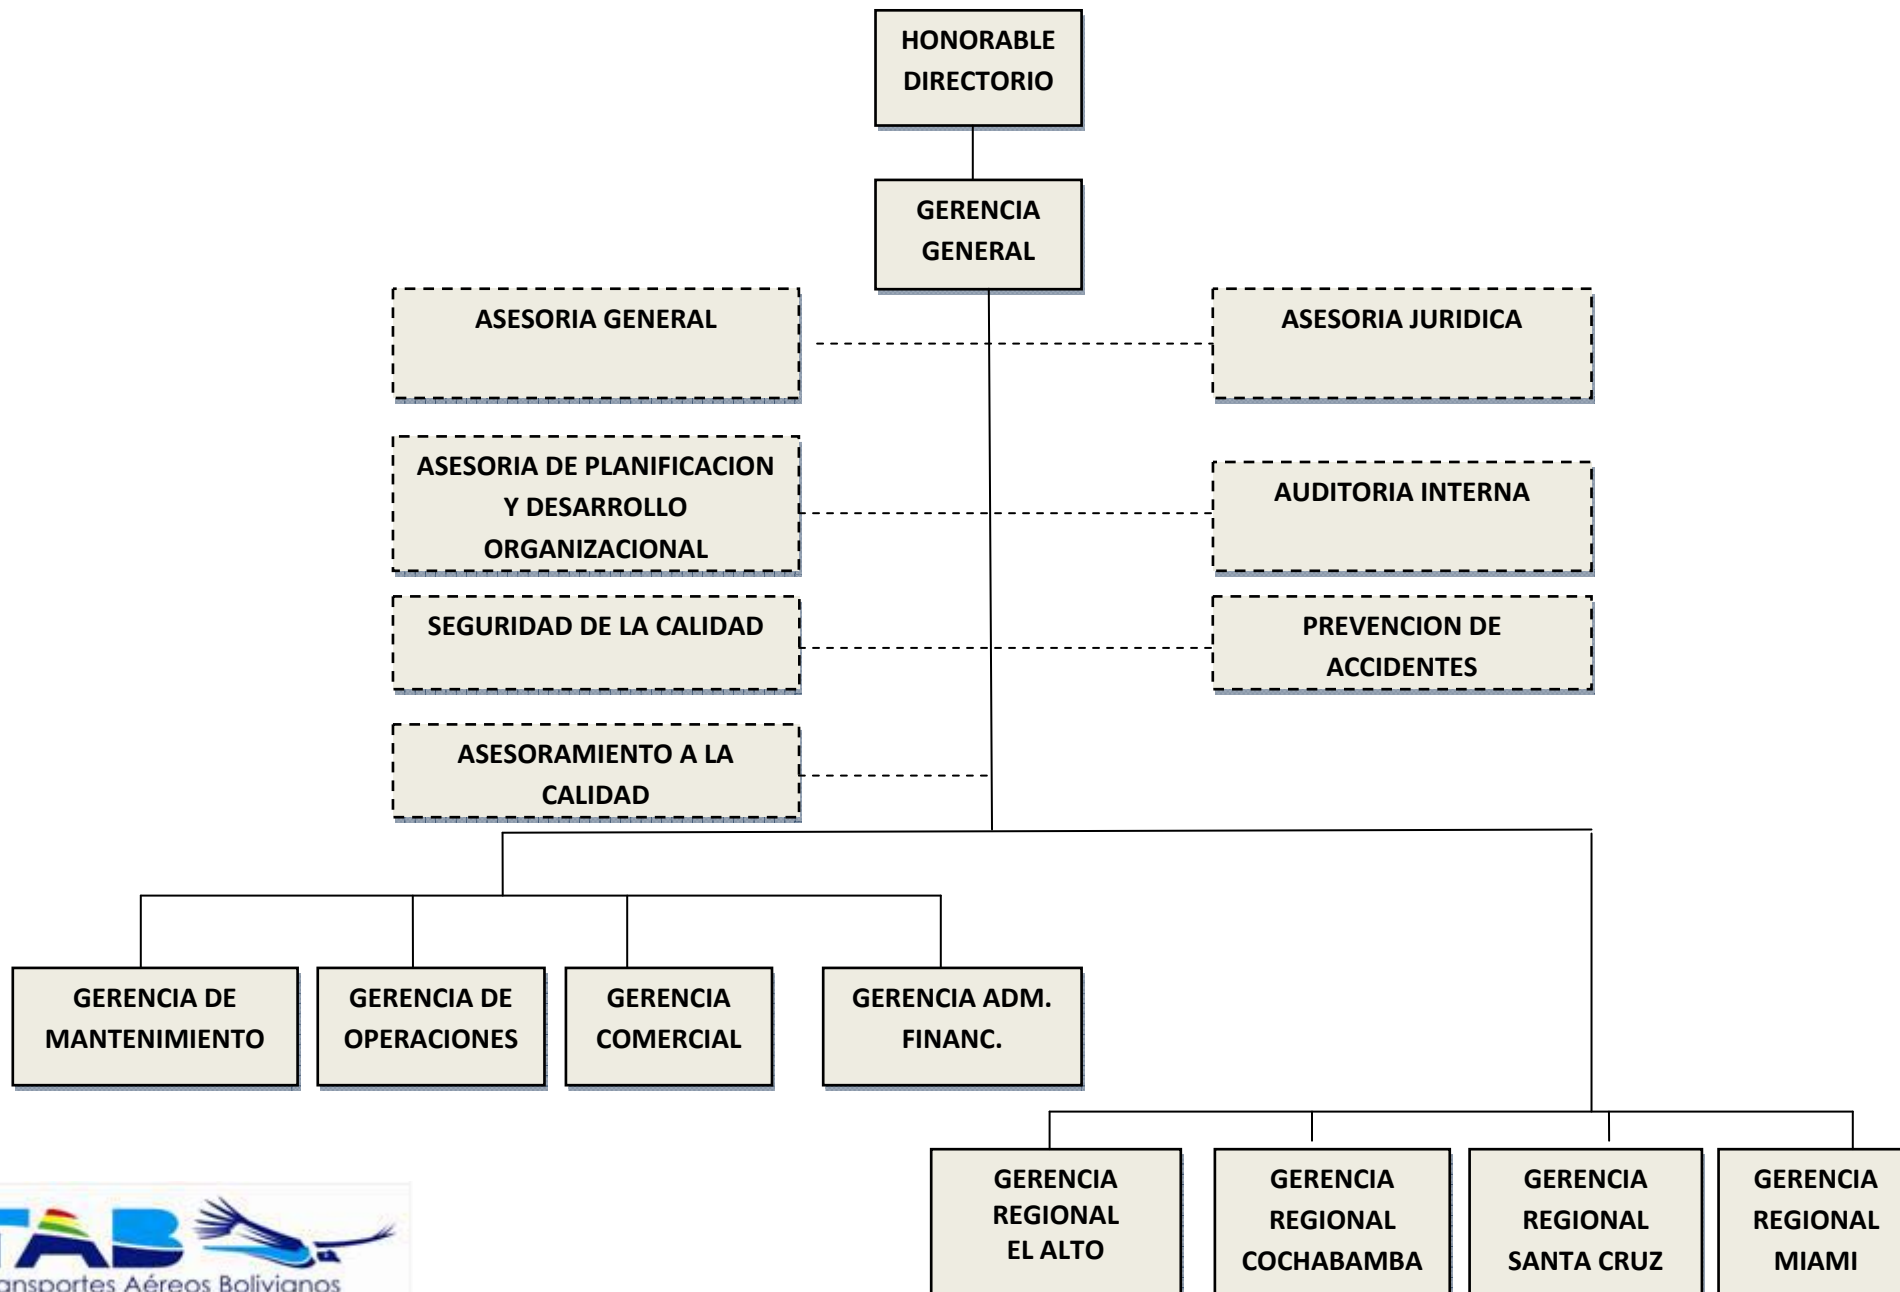 HONORABLE
DIRECTORIO
GERENCIA
GENERAL
ASESORIA GENERAL
ASESORIA JURIDICA
ASESORIA DE PLANIFICACION
Y DESARROLLO
ORGANIZACIONAL
AUDITORIA INTERNA
SEGURIDAD DE LA CALIDAD
PREVENCION DE
ACCIDENTES
ASESORAMIENTO A LA
CALIDAD
GERENCIA DE
MANTENIMIENTO
GERENCIA DE
OPERACIONES
GERENCIA
COMERCIAL
GERENCIA ADM.
FINANC.
GERENCIA
REGIONAL
EL ALTO
GERENCIA
REGIONAL
COCHABAMBA
GERENCIA
REGIONAL
SANTA CRUZ
GERENCIA
REGIONAL
MIAMI
TAB
ansportes Aéreos Bolivianos